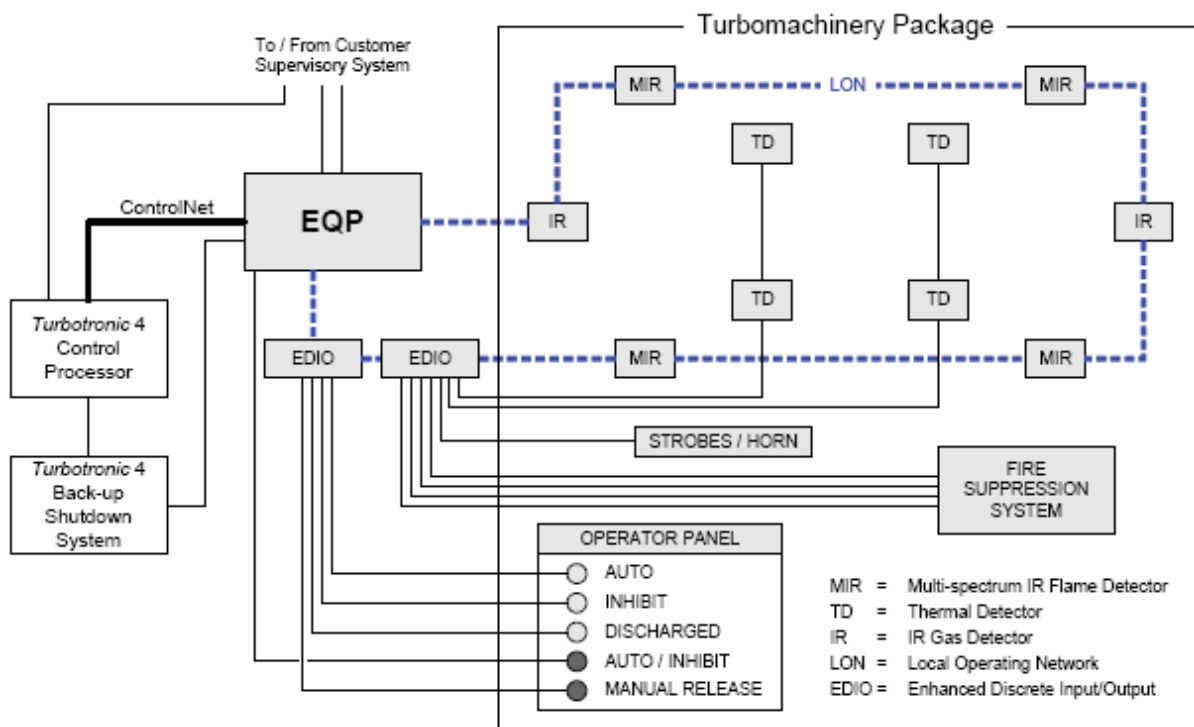 Turbomachinery Package
To / From Customer
Supervisory System
MIR
LON
MIR
TD
TD
ControlNet
EQP
IR
IR
TD
TD
Turbotronic 4
Control
Processor
EDIO
EDIO
MIR
MIR
STROBES / HORN
Turbotronic 4
Back-up
Shutdown
System
FIRE
SUPPRESSION
SYSTEM
OPERATOR PANEL
AUTO
INHIBIT
DISCHARGED
AUTO / INHIBIT
MANUAL RELEASE
MIR = Multi-spectrum IR Flame Detector
TD = Thermal Detector
IR = IR Gas Detector
LON = Local Operating Network
EDIO = Enhanced Discrete Input/Output